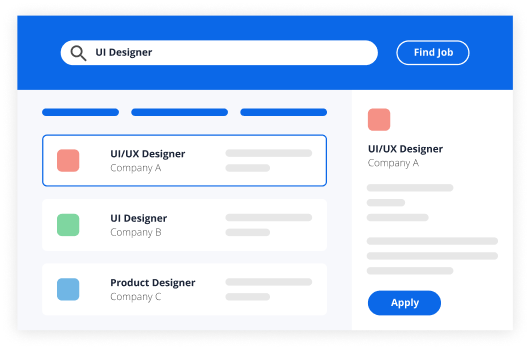 UI Designer
Find Job
UI/UX Designer
Company A
UI Designer
Company B
Product Designer
Company C
UI/UX Designer
Company A
Apply